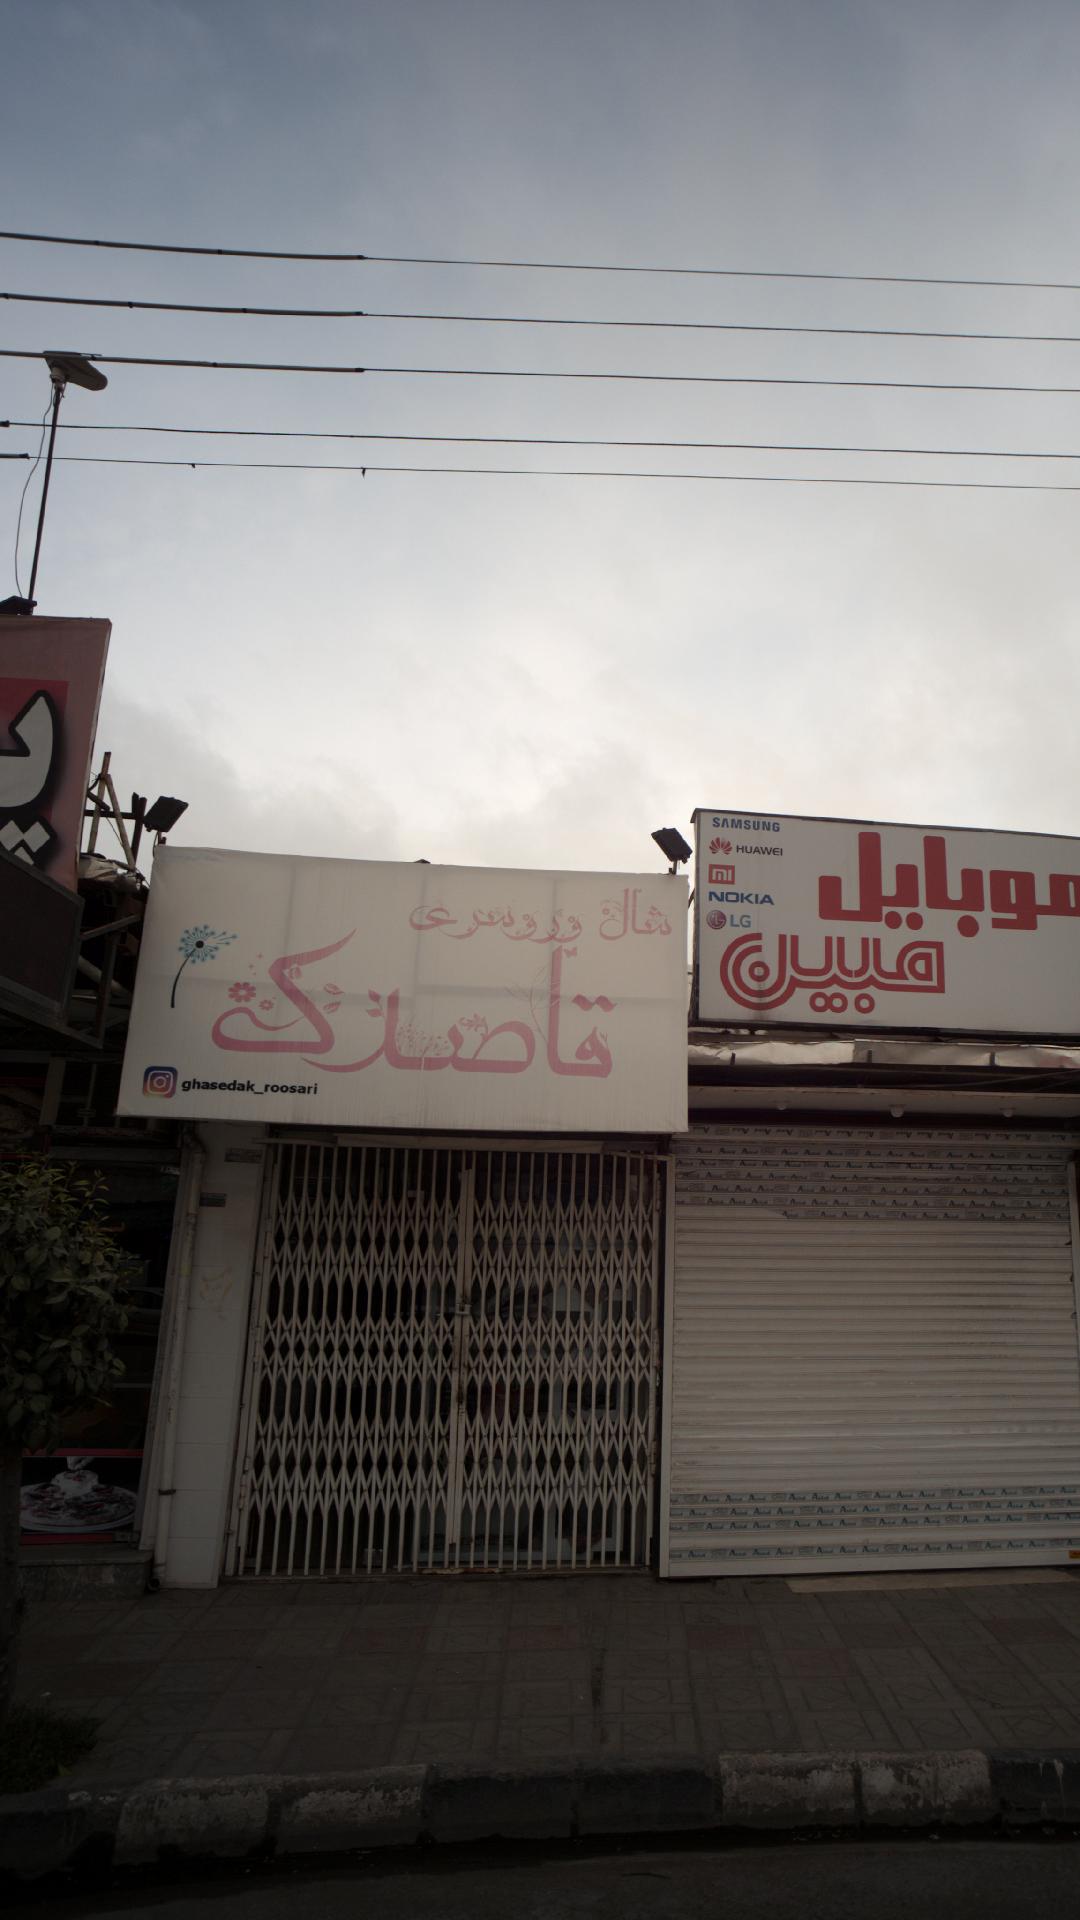 شال و روسری
قاصدک
ghasedak_roosari
SAMSUNG
HUAWEI
mi
NOKIA
LG
موبایل
مبین